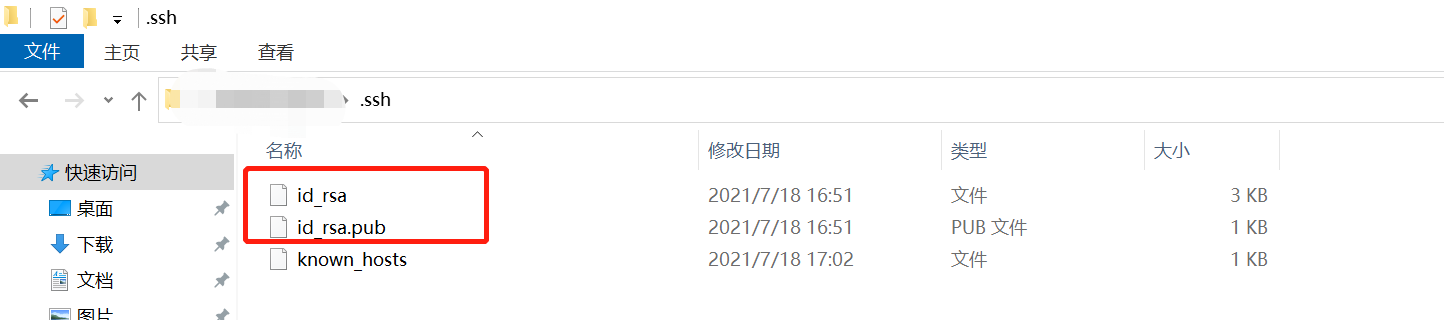 .ssh
文件 主页 共享 查看
.ssh
名称 修改日期 类型 大小
快速访问
id_rsa 2021/7/18 16:51 文件 3 KB
桌面
id_rsa.pub 2021/7/18 16:51 PUB 文件 1 KB
下载
known_hosts 2021/7/18 17:02 文件 1 KB
文档
图片